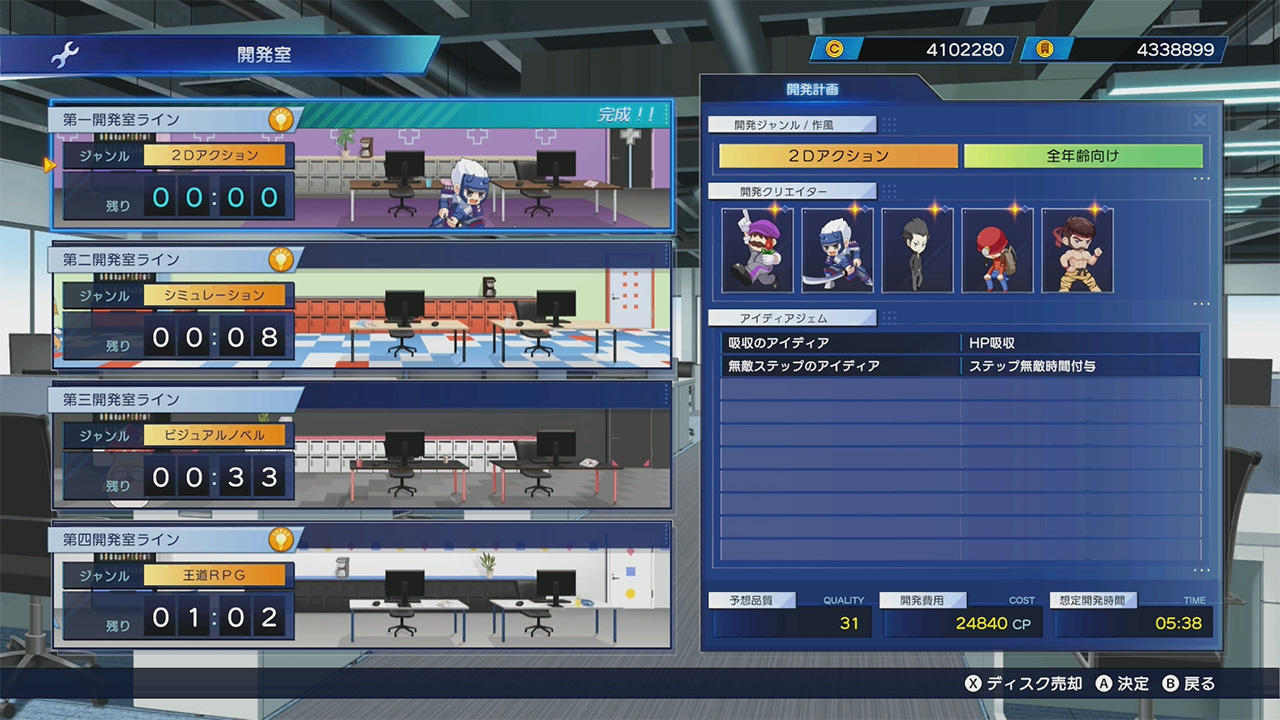 開発室
4102280
4338899
第一開発室ライン
完成!!
ジャンル
2Dアクション
残り
00:00
第二開発室ライン
ジャンル
シミュレーション
残り
00:08
第三開発室ライン
ジャンル
ビジュアルノベル
残り
00:33
第四開発室ライン
ジャンル
王道RPG
残り
01:02
開発計画
開発ジャンル / 作風
2Dアクション
全年齢向け
開発クリエイター
アイディアジェム
吸収のアイディア
HP吸収
無敵ステップのアイディア
ステップ無敵時間付与
予想品質 QUALITY
31
開発費用 COST
24840 CP
想定開発時間 TIME
05:38
X ディスク売却 A 決定 B 戻る